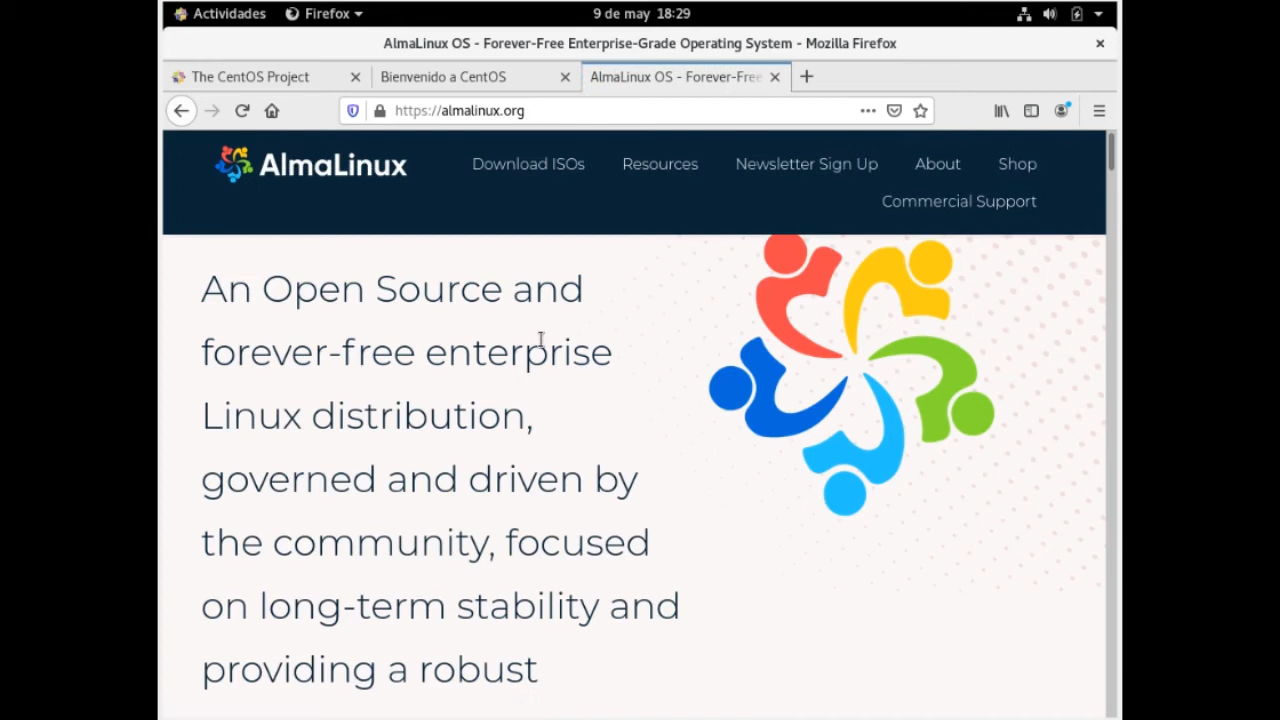 Actividades Firefox 9 de may 18:29
AlmaLinux OS - Forever-Free Enterprise-Grade Operating System - Mozilla Firefox
The CentOS Project Bienvenido a CentOS AlmaLinux OS - Forever-Free
https://almalinux.org
AlmaLinux Download ISOs Resources Newsletter Sign Up About Shop
Commercial Support
An Open Source and
forever-free enterprise
Linux distribution,
governed and driven by
the community, focused
on long-term stability and
providing a robust